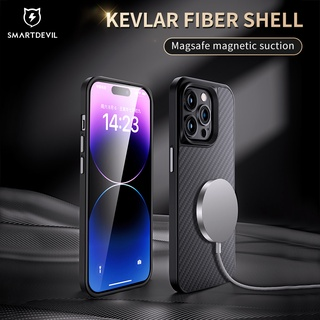 SMARTDEVIL
KEVLAR FIBER SHELL
Magsafe magnetic suction
14:23